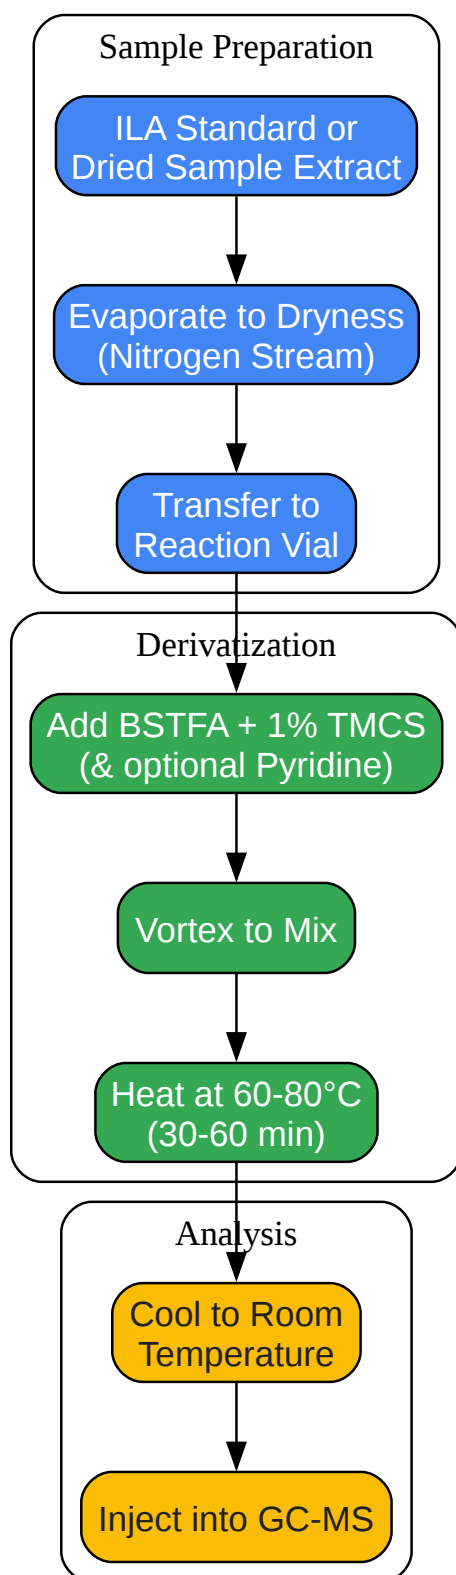 Sample Preparation
ILA Standard or
Dried Sample Extract
Evaporate to Dryness
(Nitrogen Stream)
Transfer to
Reaction Vial
Derivatization
Add BSTFA + 1% TMCS
(& optional Pyridine)
Vortex to Mix
Heat at 60-80°C
(30-60 min)
Analysis
Cool to Room
Temperature
Inject into GC-MS